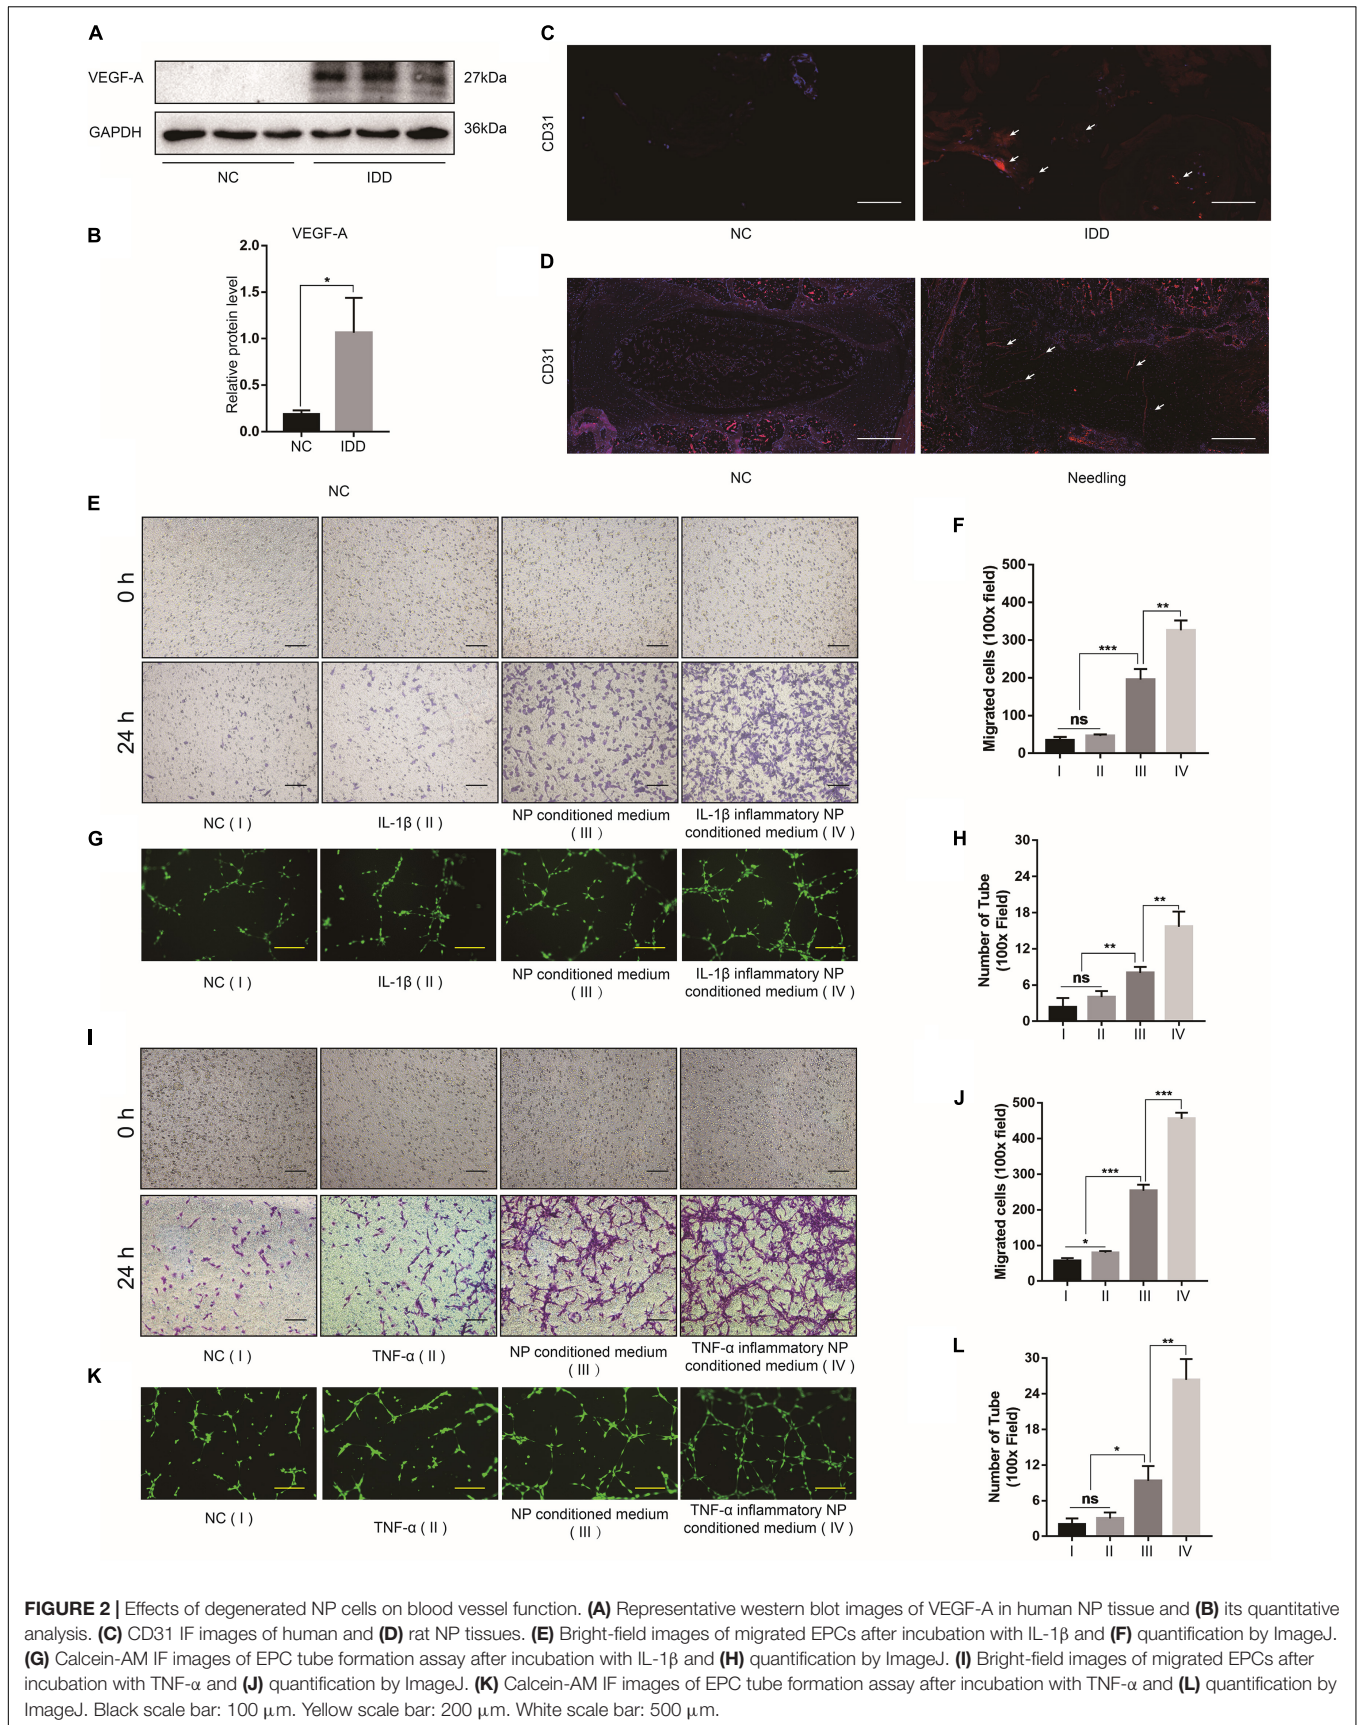 A
VEGF-A
27kDa
GAPDH
36kDa
NC
IDD
B
VEGF-A
Relative protein level
2.0
1.5
1.0
0.5
0.0
*
NC
IDD
C
CD31
NC
IDD
D
CD31
NC
Needling
NC
E
0 h
24 h
NC ( I )
IL-1β ( II )
NP conditioned medium
( III )
IL-1β inflammatory NP
conditioned medium ( IV )
F
Migrated cells (100x field)
500
400
300
200
100
0
ns
***
**
I
II
III
IV
G
NC ( I )
IL-1β ( II )
NP conditioned medium
( III )
IL-1β inflammatory NP
conditioned medium ( IV )
H
Number of Tube
(100x Field)
30
24
18
12
6
0
ns
**
**
I
II
III
IV
I
0 h
24 h
NC ( I )
TNF-α ( II )
NP conditioned medium
( III )
TNF-α inflammatory NP
conditioned medium ( IV )
J
Migrated cells (100x field)
500
400
300
200
100
0
*
***
***
I
II
III
IV
K
NC ( I )
TNF-α ( II )
NP conditioned medium
( III )
TNF-α inflammatory NP
conditioned medium ( IV )
L
Number of Tube
(100x Field)
30
24
18
12
6
0
ns
*
**
I
II
III
IV
FIGURE 2 | Effects of degenerated NP cells on blood vessel function. (A) Representative western blot images of VEGF-A in human NP tissue and (B) its quantitative
analysis. (C) CD31 IF images of human and (D) rat NP tissues. (E) Bright-field images of migrated EPCs after incubation with IL-1β and (F) quantification by ImageJ.
(G) Calcein-AM IF images of EPC tube formation assay after incubation with IL-1β and (H) quantification by ImageJ. (I) Bright-field images of migrated EPCs after
incubation with TNF-α and (J) quantification by ImageJ. (K) Calcein-AM IF images of EPC tube formation assay after incubation with TNF-α and (L) quantification by
ImageJ. Black scale bar: 100 μm. Yellow scale bar: 200 μm. White scale bar: 500 μm.